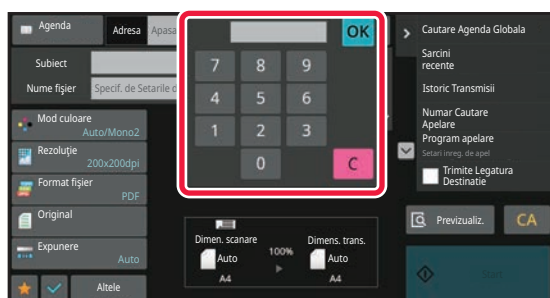 Agenda
Adresa
Apasa
Subiect
Nume fișier
Specif. de Setarile d
Mod culoare
Auto/Mono2
Rezoluție
200x200dpi
Format fișier
PDF
Original
Expunere
Auto
Altele
OK
7 8 9
4 5 6
1 2 3
0 C
Dimen. scanare
Auto
A4
100%
Dimens. trans.
Auto
A4
Cautare Agenda Globala
Sarcini
recente
Istoric Transmisii
Numar Cautare
Apelare
Program apelare
Setari inreg. de apel
Trimite Legatura
Destinatie
Previzualiz.
CA
Start